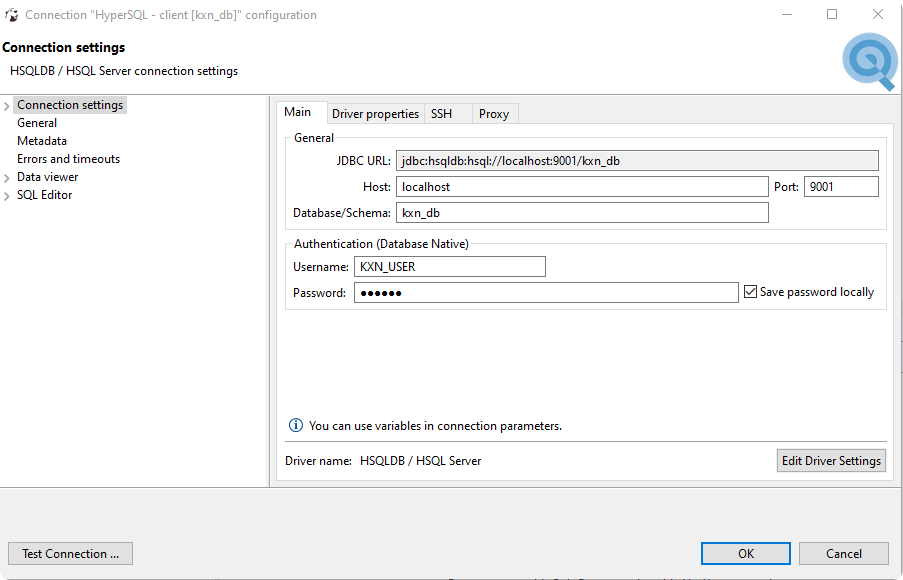 Connection "HyperSQL - client [kxn_db]" configuration
Connection settings
HSQLDB / HSQL Server connection settings
Connection settings
General
Metadata
Errors and timeouts
Data viewer
SQL Editor
Main Driver properties SSH Proxy
General
JDBC URL: jdbc:hsqldb:hsql://localhost:9001/kxn_db
Host: localhost Port: 9001
Database/Schema: kxn_db
Authentication (Database Native)
Username: KXN_USER
Password: ●●●●●● Save password locally
You can use variables in connection parameters.
Driver name: HSQLDB / HSQL Server Edit Driver Settings
Test Connection ... OK Cancel